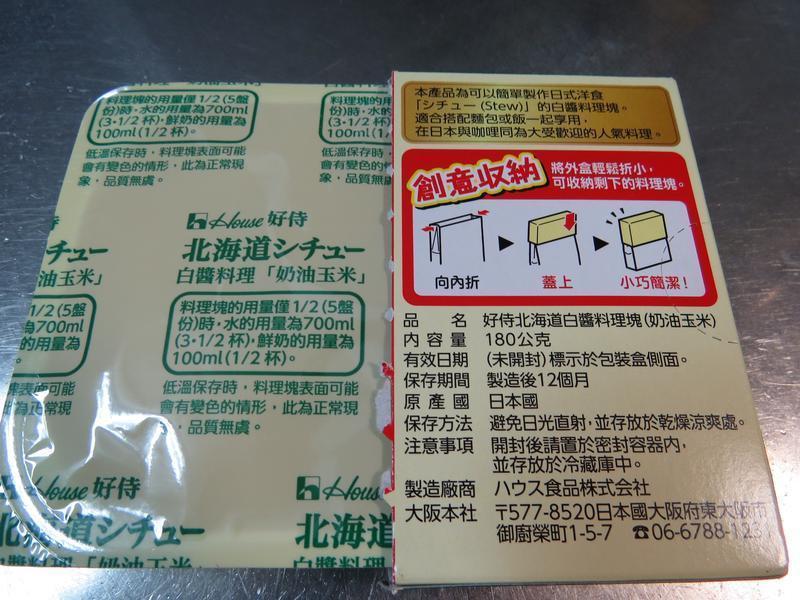 料理塊的用量僅1/2(5盤
份)時，水的用量為700ml
(3·1/2杯)·鮮奶的用量為
100ml(1/2杯)。
低溫保存時，料理塊表面可能
會有變色的情形，此為正常現
象，品質無虞。
House 好侍
北海道シチュー
白醬料理「奶油玉米」
料理塊的用量僅1/2(5盤
份)時，水的用量為700ml
(3·1/2杯)·鮮奶的用量為
100ml(1/2杯)。
低溫保存時，料理塊表面可能
會有變色的情形，此為正常現
象，品質無虞。
House 好侍
北海道シチュー
白醬料理「奶油玉米
本產品為可以簡單製作日式洋食
「シチュー(Stew)」的白醬料理塊。
適合搭配麵包或飯一起享用，
在日本與咖哩同為大受歡迎的人氣料理。
創意收納
將外盒輕鬆折小，
可收納剩下的料理塊。
向內折 ▶ 蓋上 ▶ 小巧簡潔！
品名 好侍北海道白醬料理塊(奶油玉米)
內容量 180公克
有效日期 (未開封)標示於包裝盒側面。
保存期間 製造後12個月
原產國 日本國
保存方法 避免日光直射，並存放於乾燥涼爽處。
注意事項 開封後請置於密封容器內，
並存放於冷藏庫中。
製造廠商 ハウス食品株式会社
大阪本社 〒577-8520日本國大阪府東大阪市
御廚榮町1-5-7 ☎06-6788-123